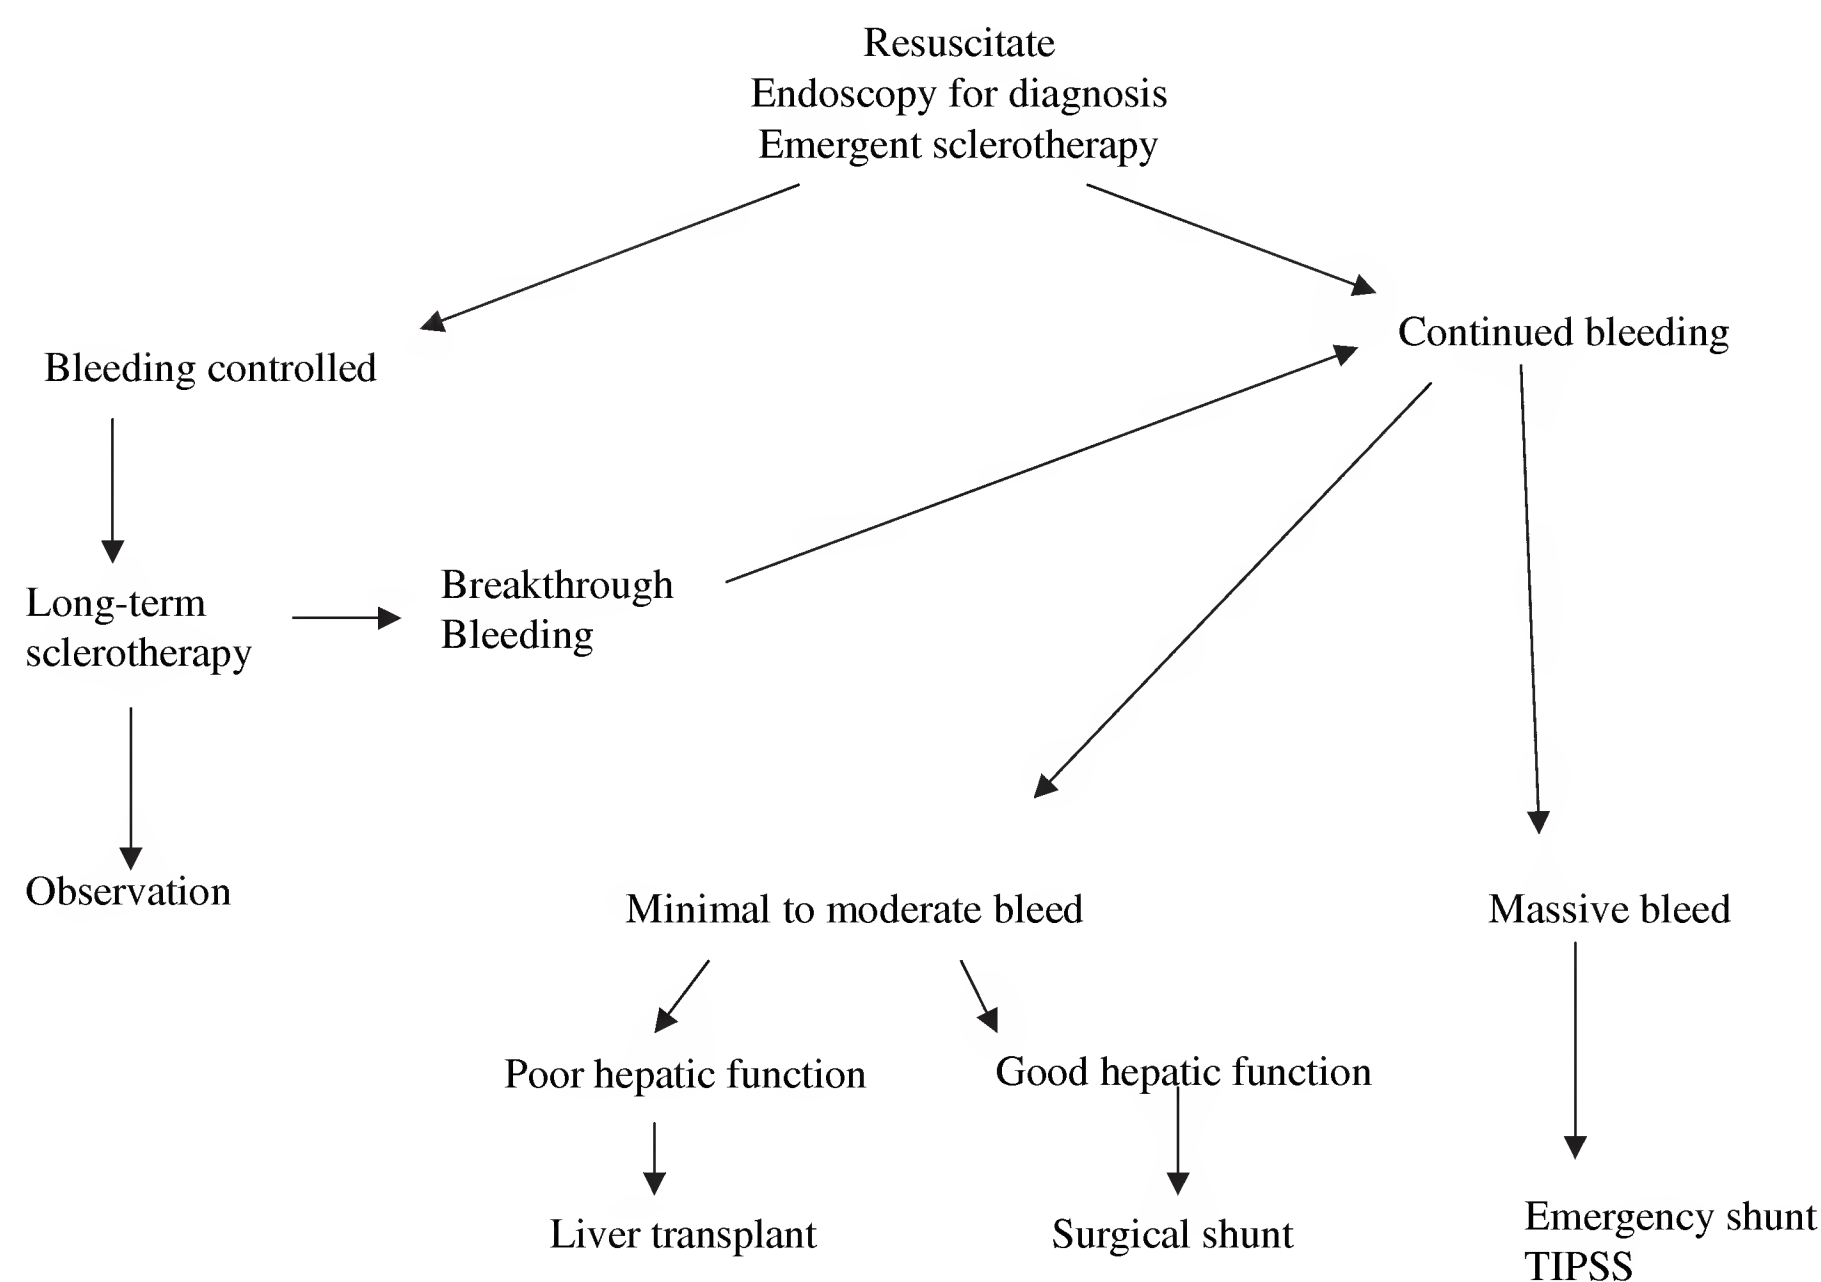 Resuscitate
Endoscopy for diagnosis
Emergent sclerotherapy
Continued bleeding
Bleeding controlled
Breakthrough
Bleeding
Long-term
sclerotherapy
Observation
Minimal to moderate bleed
Massive bleed
Poor hepatic function
Good hepatic function
Liver transplant
Surgical shunt
Emergency shunt
TIPSS